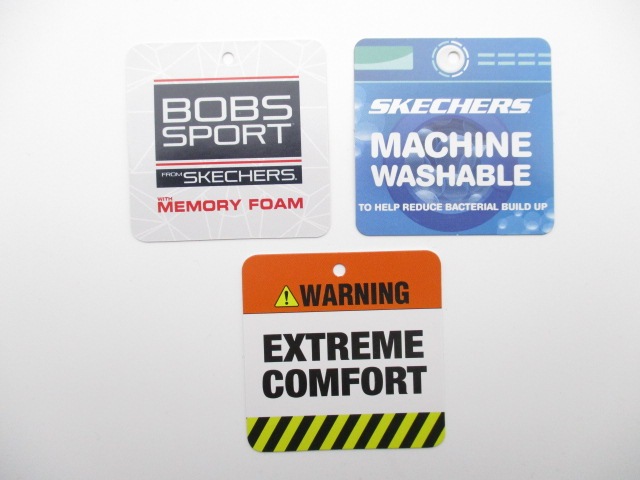 BOBS
SPORT
FROM SKECHERS.
WITH
MEMORY FOAM
SKECHERS
MACHINE
WASHABLE
TO HELP REDUCE BACTERIAL BUILD UP
! WARNING
EXTREME
COMFORT